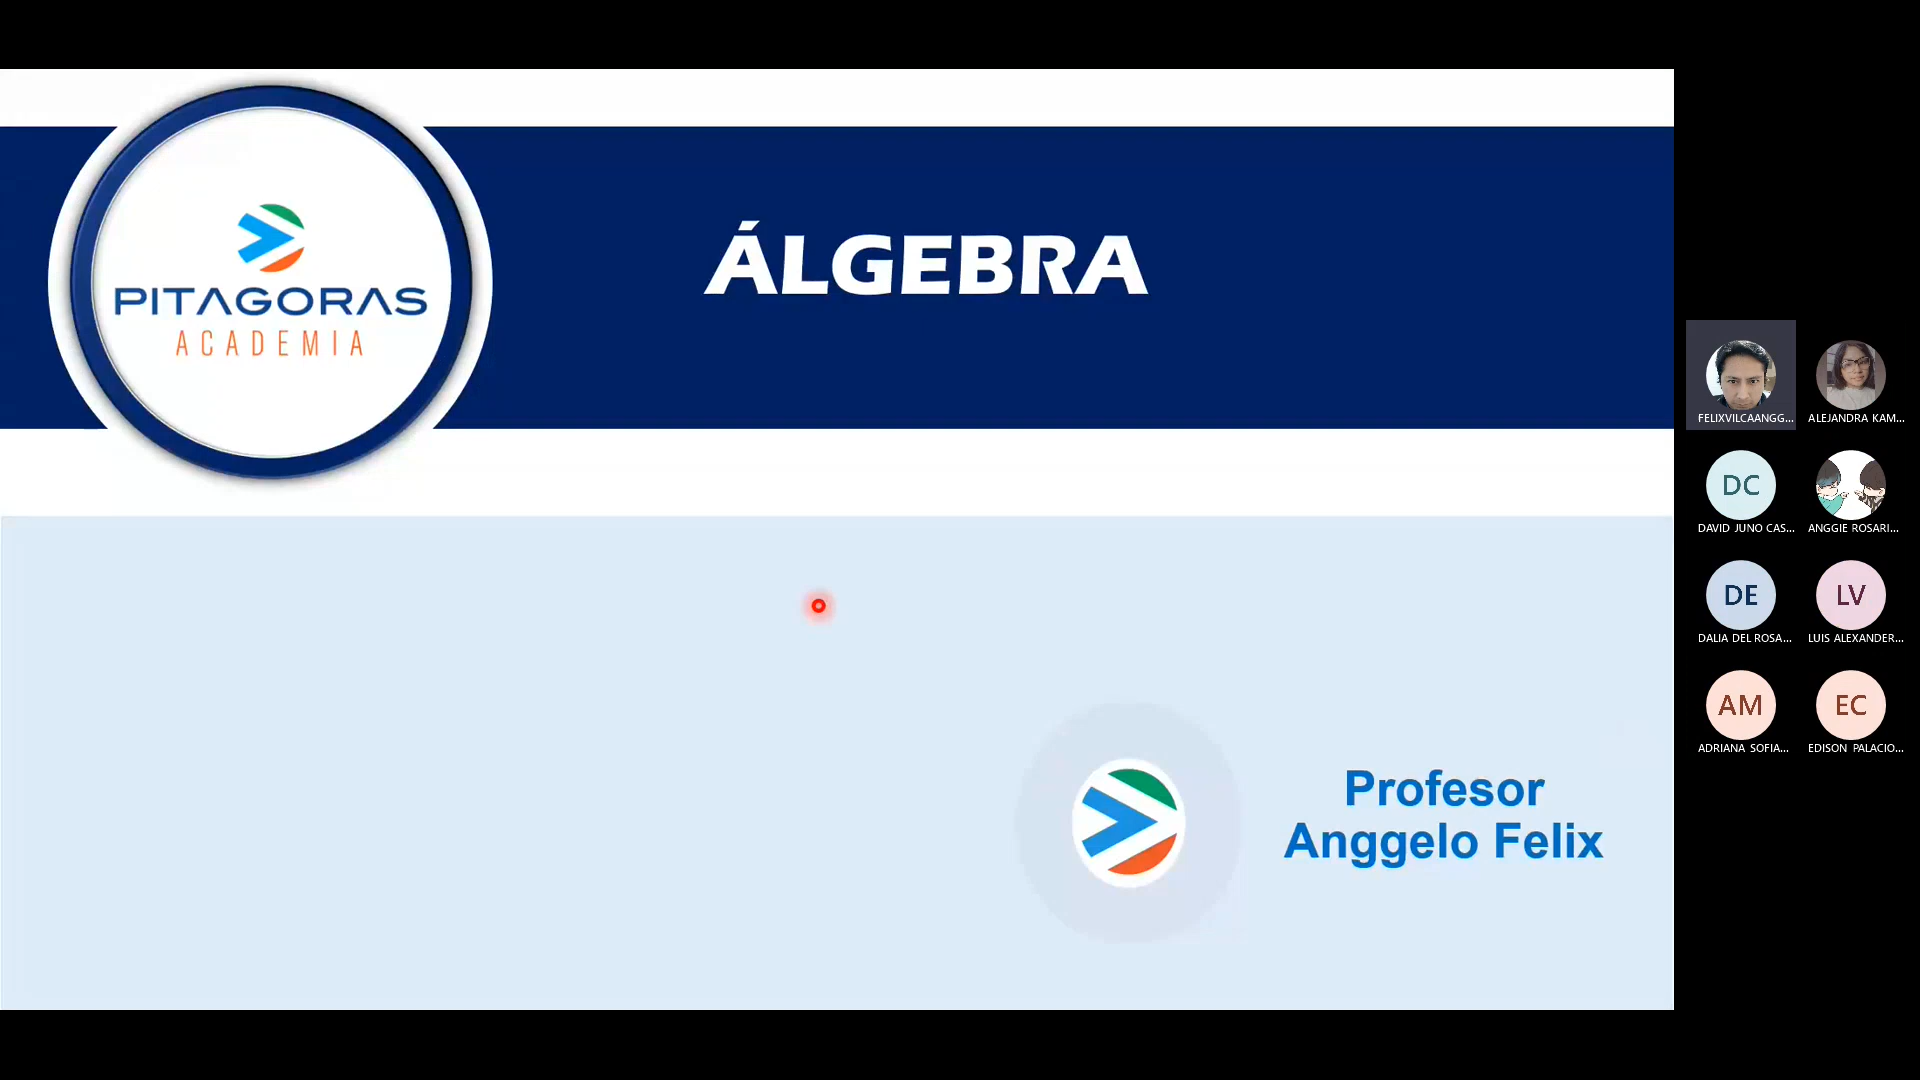 PITAGORAS
ACADEMIA
ÁLGEBRA
Profesor
Anggelo Felix
FELIXVILCAANGG...
ALEJANDRA KAM...
DC
DAVID JUNO CAS...
ANGGIE ROSARI...
DE
DALIA DEL ROSA...
LV
LUIS ALEXANDER...
AM
ADRIANA SOFIA...
EC
EDISON PALACIO...